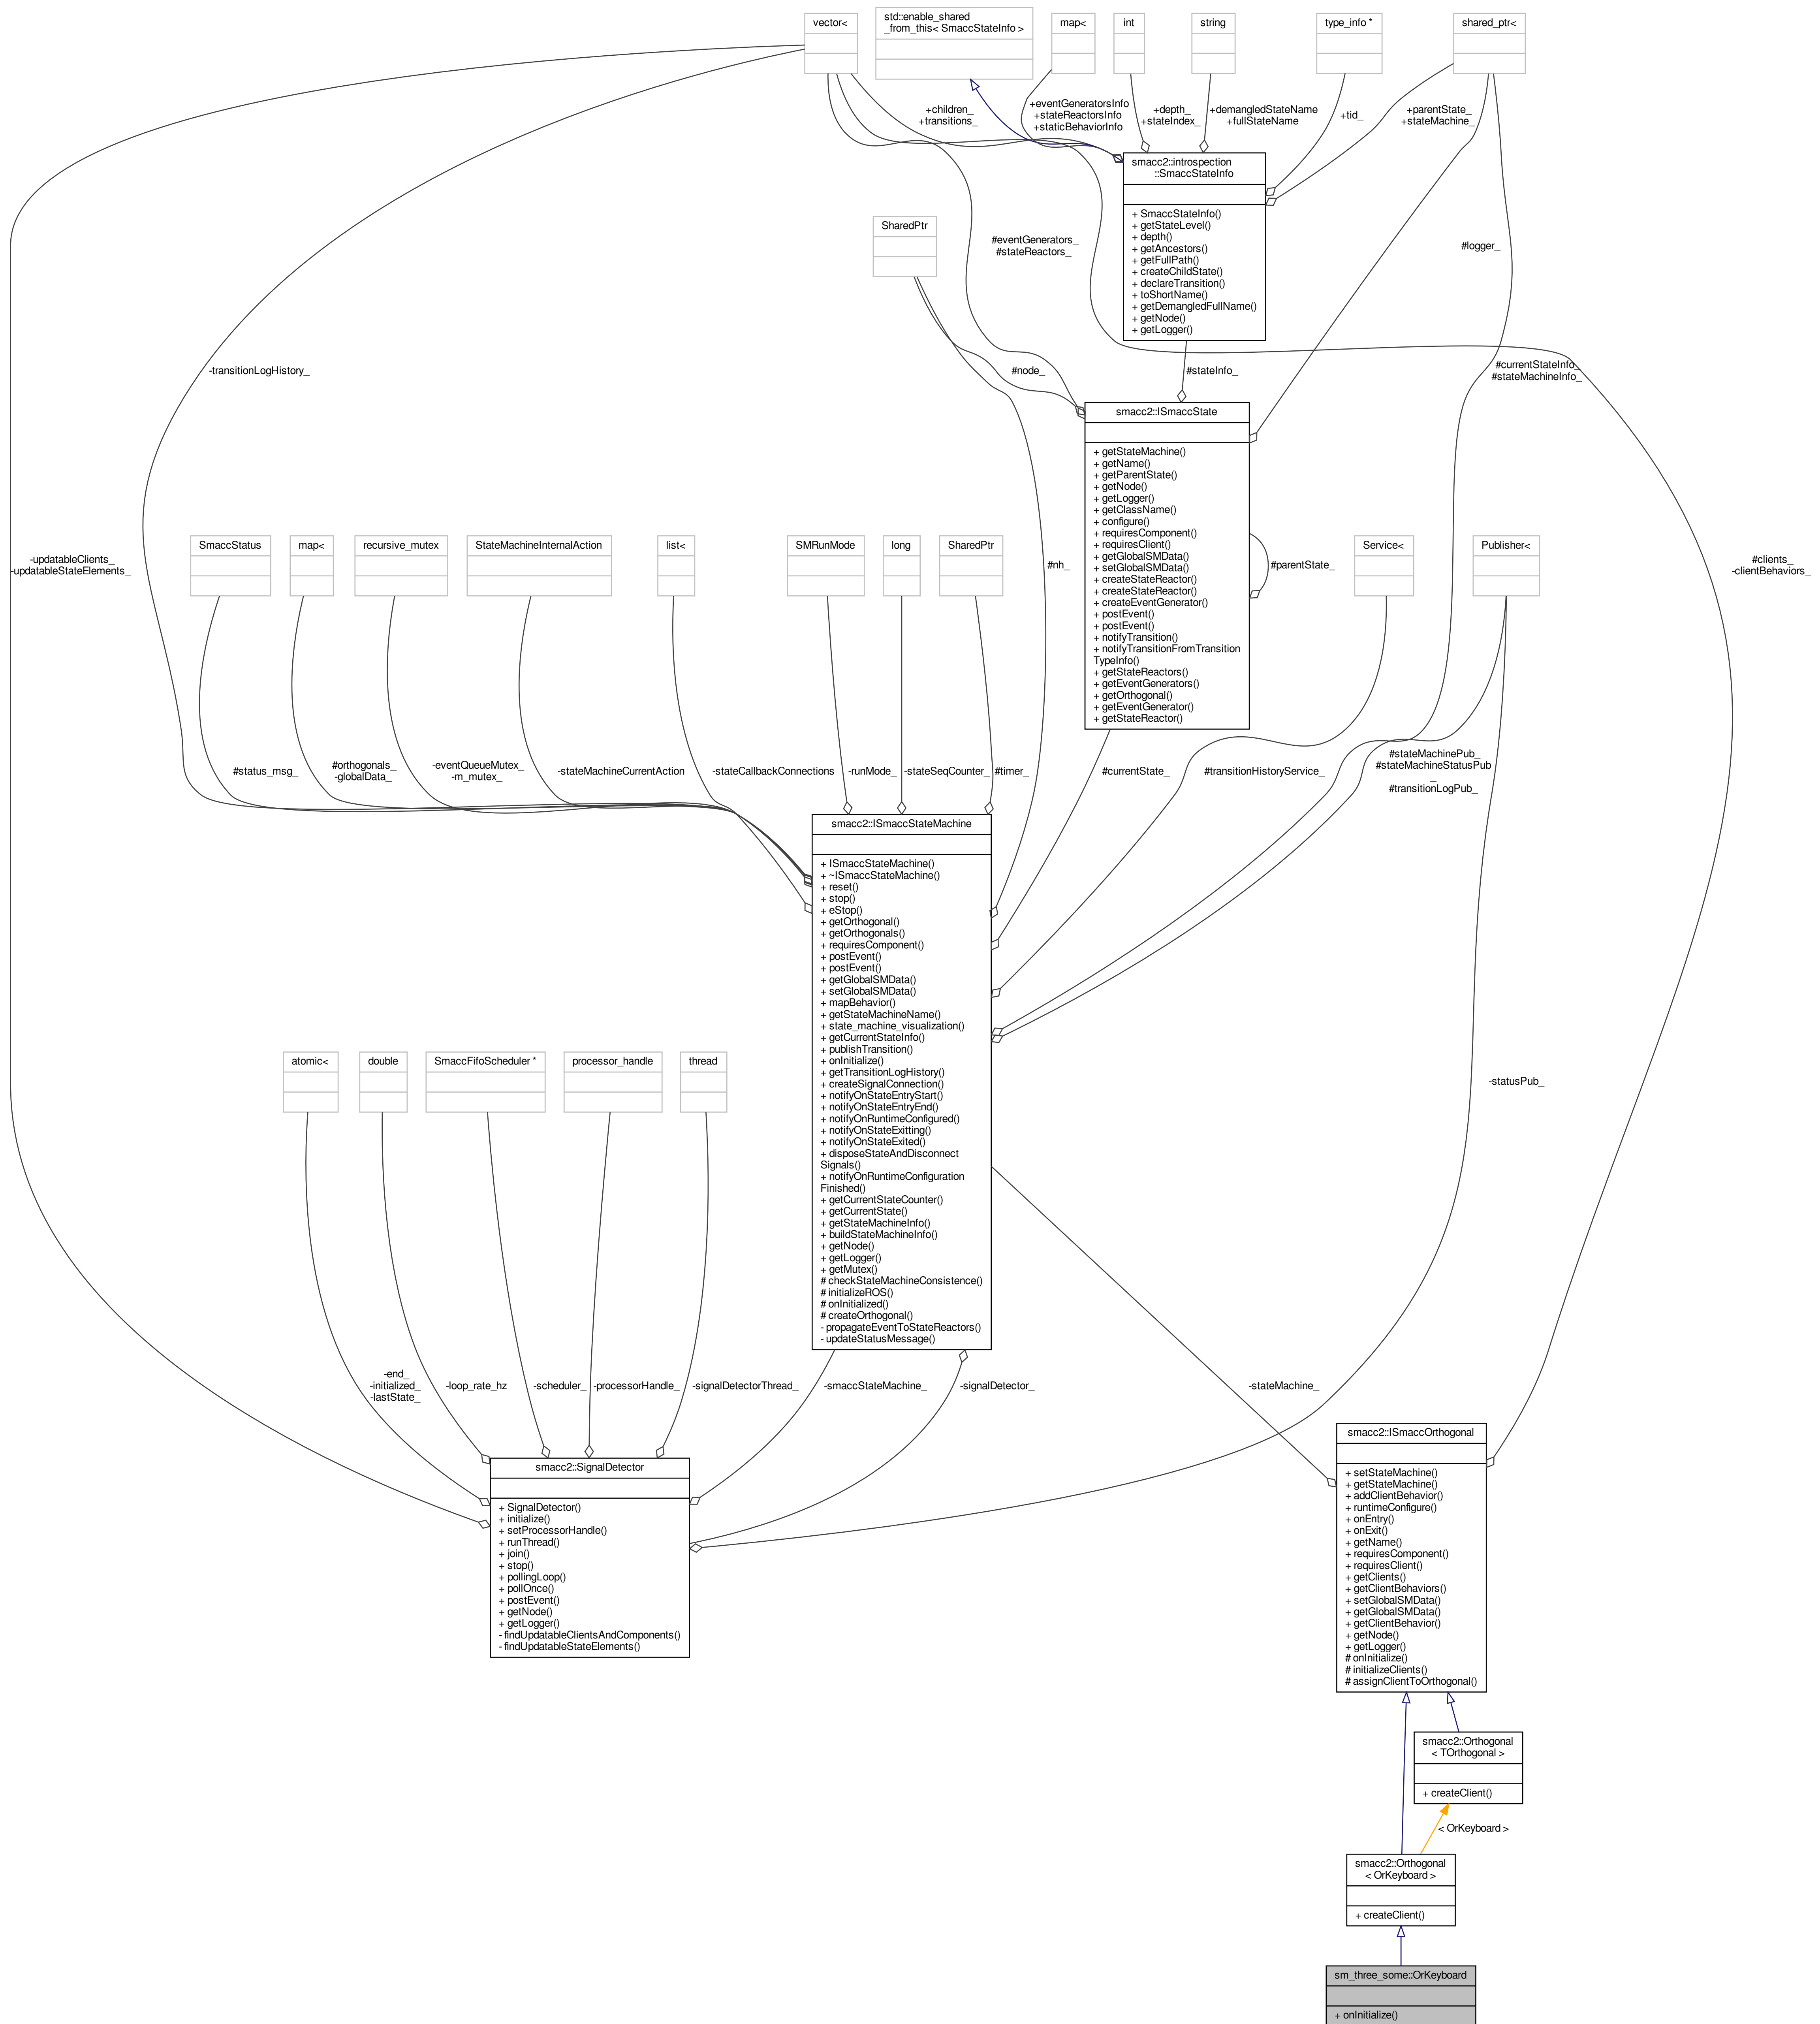 vector<
std::enable_shared
_from_this< SmaccStateInfo >
map<
int
string
type_info *
shared_ptr<
+children_
+transitions_
+eventGeneratorsInfo
+stateReactorsInfo
+staticBehaviorInfo
+depth_
+stateIndex_
+demangledStateName
+fullStateName
+tid_
+parentState_
+stateMachine_
smacc2::introspection
::SmaccStateInfo
+ SmaccStateInfo()
+ getStateLevel()
+ depth()
+ getAncestors()
+ getFullPath()
+ createChildState()
+ declareTransition()
+ toShortName()
+ getDemangledFullName()
+ getNode()
+ getLogger()
SharedPtr
#eventGenerators_
#stateReactors_
#logger_
-transitionLogHistory_
#node_
#stateInfo_
#currentStateInfo_
#stateMachineInfo_
smacc2::ISmaccState
+ getStateMachine()
+ getName()
+ getParentState()
+ getNode()
+ getLogger()
+ getClassName()
+ configure()
+ requiresComponent()
+ requiresClient()
+ getGlobalSMData()
+ setGlobalSMData()
+ createStateReactor()
+ createStateReactor()
+ createEventGenerator()
+ postEvent()
+ postEvent()
+ notifyTransition()
+ notifyTransitionFromTransition
TypeInfo()
+ getStateReactors()
+ getEventGenerators()
+ getOrthogonal()
+ getEventGenerator()
+ getStateReactor()
-updatableClients_
-updatableStateElements_
SmaccStatus
map<
recursive_mutex
StateMachineInternalAction
list<
SMRunMode
long
SharedPtr
#nh_
#parentState_
Service<
Publisher<
#clients_
-clientBehaviors_
#status_msg_
#orthogonals_
-globalData_
-eventQueueMutex_
-m_mutex_
-stateMachineCurrentAction
-stateCallbackConnections
-runMode_
-stateSeqCounter_
#timer_
#currentState_
#transitionHistoryService_
#stateMachinePub_
#stateMachineStatusPub
_
#transitionLogPub_
smacc2::ISmaccStateMachine
+ ISmaccStateMachine()
+ ~ISmaccStateMachine()
+ reset()
+ stop()
+ eStop()
+ getOrthogonal()
+ getOrthogonals()
+ requiresComponent()
+ postEvent()
+ postEvent()
+ getGlobalSMData()
+ setGlobalSMData()
+ mapBehavior()
+ getStateMachineName()
+ state_machine_visualization()
+ getCurrentStateInfo()
+ publishTransition()
+ onInitialize()
+ getTransitionLogHistory()
+ createSignalConnection()
+ notifyOnStateEntryStart()
+ notifyOnStateEntryEnd()
+ notifyOnRuntimeConfigured()
+ notifyOnStateExitting()
+ notifyOnStateExited()
+ disposeStateAndDisconnect
Signals()
+ notifyOnRuntimeConfiguration
Finished()
+ getCurrentStateCounter()
+ getCurrentState()
+ getStateMachineInfo()
+ buildStateMachineInfo()
+ getNode()
+ getLogger()
+ getMutex()
# checkStateMachineConsistence()
# initializeROS()
# onInitialized()
# createOrthogonal()
- propagateEventToStateReactors()
- updateStatusMessage()
atomic<
double
SmaccFifoScheduler *
processor_handle
thread
-statusPub_
-end_
-initialized_
-lastState_
-loop_rate_hz
-scheduler_
-processorHandle_
-signalDetectorThread_
-smaccStateMachine_
-signalDetector_
-stateMachine_
smacc2::SignalDetector
+ SignalDetector()
+ initialize()
+ setProcessorHandle()
+ runThread()
+ join()
+ stop()
+ pollingLoop()
+ pollOnce()
+ postEvent()
+ getNode()
+ getLogger()
- findUpdatableClientsAndComponents()
- findUpdatableStateElements()
smacc2::ISmaccOrthogonal
+ setStateMachine()
+ getStateMachine()
+ addClientBehavior()
+ runtimeConfigure()
+ onEntry()
+ onExit()
+ getName()
+ requiresComponent()
+ requiresClient()
+ getClients()
+ getClientBehaviors()
+ setGlobalSMData()
+ getGlobalSMData()
+ getClientBehavior()
+ getNode()
+ getLogger()
# onInitialize()
# initializeClients()
# assignClientToOrthogonal()
smacc2::Orthogonal
< TOrthogonal >
+ createClient()
< OrKeyboard >
smacc2::Orthogonal
< OrKeyboard >
+ createClient()
sm_three_some::OrKeyboard
+ onInitialize()